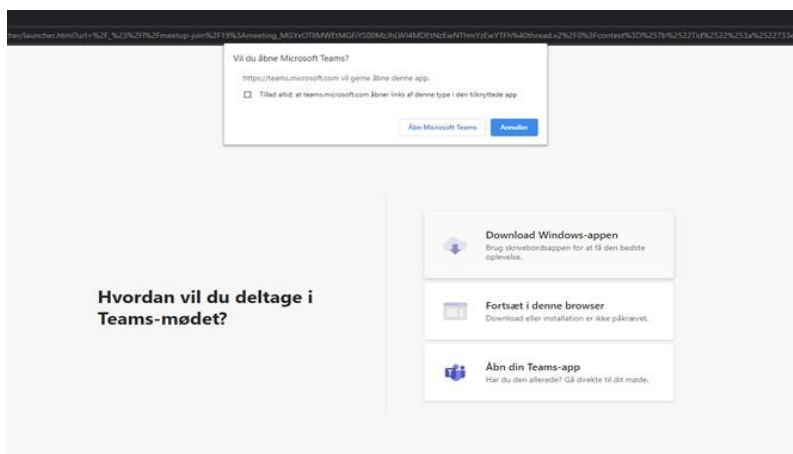 Vil du åbne Microsoft Teams?
https://teams.microsoft.com vil gerne åbne denne app.
Tillad altid, at teams.microsoft.com åbner links af denne type i den tilknyttede app
Åbn Microsoft Teams
Annuller
Hvordan vil du deltage i
Teams-mødet?
Download Windows-appen
Brug skrivebordsappen for at få den bedste
oplevelse.
Fortsæt i denne browser
Download eller installation er ikke påkrævet.
Åbn din Teams-app
Har du den allerede? Gå direkte til dit møde.